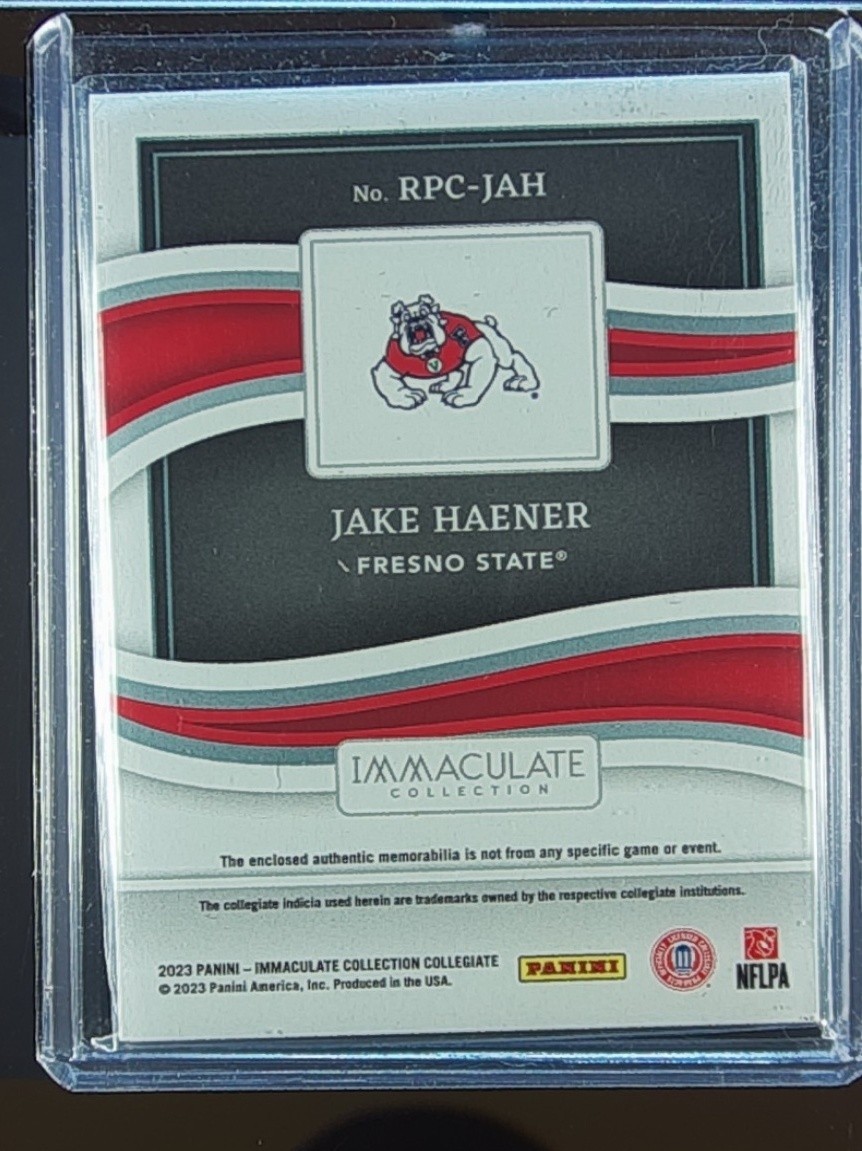 No. RPC-JAH
JAKE HAENER
FRESNO STATE®
IMMACULATE
COLLECTION
The enclosed authentic memorabilia is not from any specific game or event.
The collegiate indicia used herein are trademarks owned by the respective collegiate institutions.
2023 PANINI – IMMACULATE COLLECTION COLLEGIATE
© 2023 Panini America, Inc. Produced in the USA.
PANINI
NFLPA